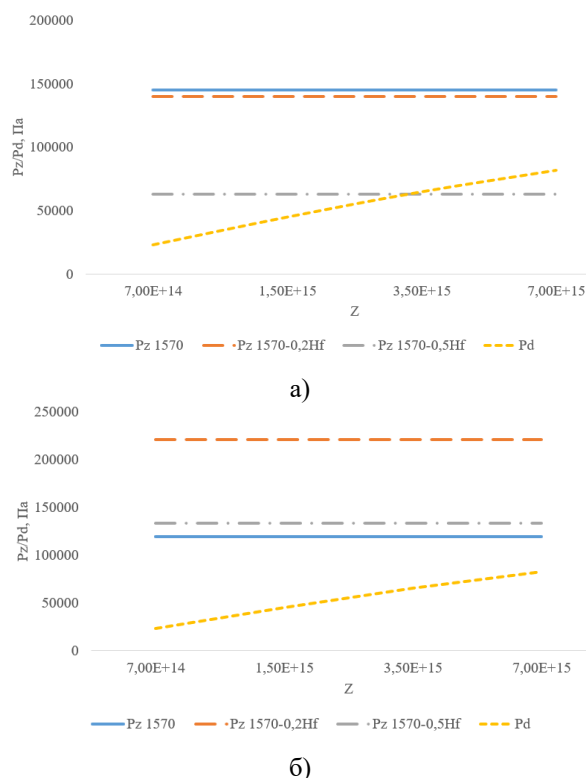 200000
150000
100000
50000
0
Pz/Pd, Па
7,00E+14 1,50E+15 3,50E+15 7,00E+15
Z
Pz 1570 Pz 1570-0,2Hf Pz 1570-0,5Hf Pd
а)
250000
200000
150000
100000
50000
0
Pz/Pd, Па
7,00E+14 1,50E+15 3,50E+15 7,00E+15
Z
Pz 1570 Pz 1570-0,2Hf Pz 1570-0,5Hf Pd
б)